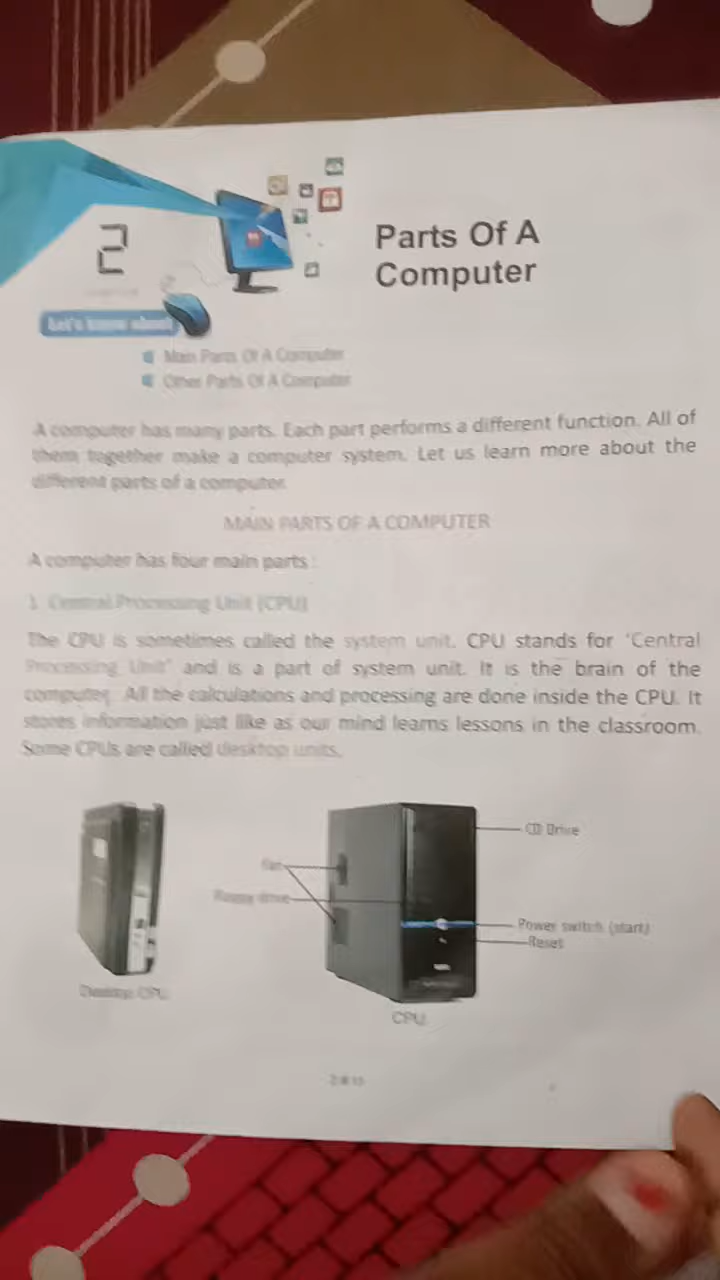 2
Parts Of A
Computer
Let's know about
Main Parts Of A Computer
Other Parts Of A Computer
A computer has many parts. Each part performs a different function. All of
them together make a computer system. Let us learn more about the
different parts of a computer.
MAIN PARTS OF A COMPUTER
A computer has four main parts :
1. Central Processing Unit (CPU)
The CPU is sometimes called the system unit. CPU stands for 'Central
Processing Unit' and is a part of system unit. It is the brain of the
computer. All the calculations and processing are done inside the CPU. It
stores information just like as our mind learns lessons in the classroom.
Some CPUs are called desktop units.
CD Drive
Fan
Floppy drive
Power switch (start)
Reset
Desktop CPU
CPU